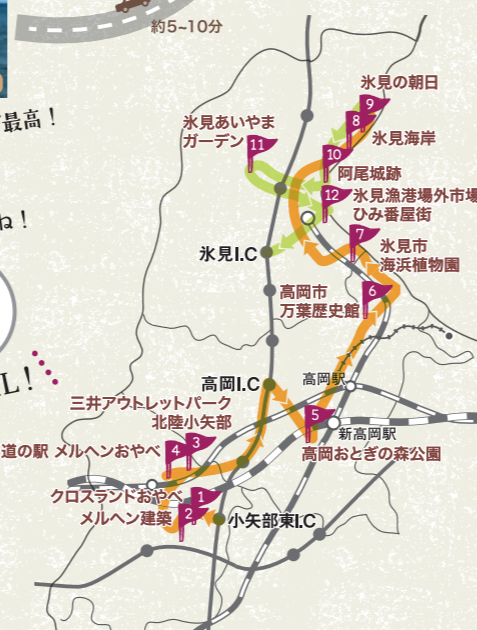 約5~10分
最高！
ね！
L！
氷見の朝日
9
8
氷見海岸
氷見あいやま
ガーデン
11
10
阿尾城跡
12
氷見漁港場外市場
ひみ番屋街
7
氷見市
海浜植物園
氷見I.C
高岡市
万葉歴史館
6
高岡I.C
高岡駅
三井アウトレットパーク
北陸小矢部
5
新高岡駅
高岡おとぎの森公園
道の駅 メルヘンおやべ
4
3
クロスランドおやべ
1
メルヘン建築
2
小矢部東I.C